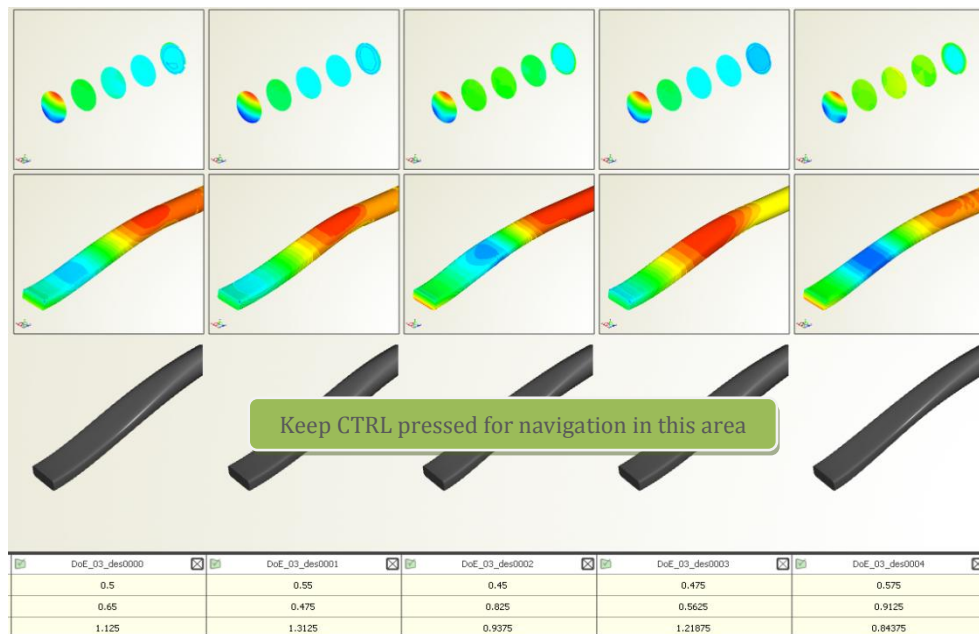 Keep CTRL pressed for navigation in this area
DoE_03_des0000 DoE_03_des0001 DoE_03_des0002 DoE_03_des0003 DoE_03_des0004
0.5 0.55 0.45 0.475 0.575
0.65 0.475 0.825 0.5625 0.9125
1.125 1.3125 0.9375 1.21875 0.84375